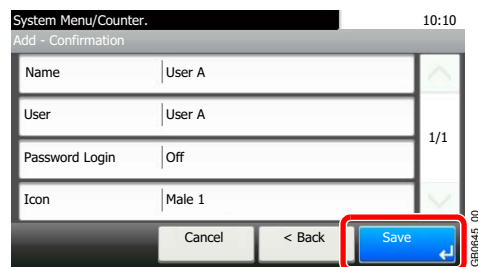 System Menu/Counter. 10:10
Add - Confirmation
Name User A
User User A
1/1
Password Login Off
Icon Male 1
Cancel < Back Save
GB0645_00